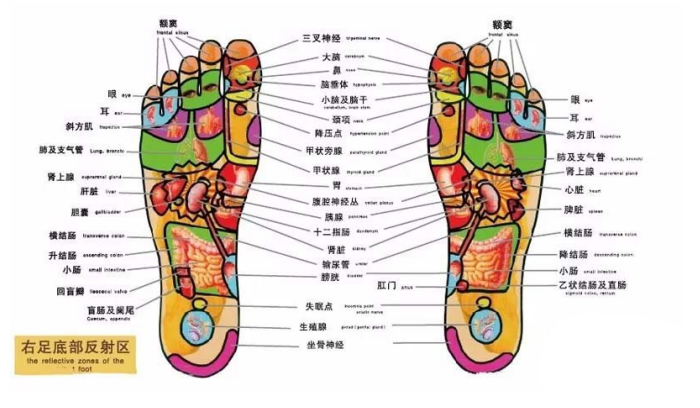 额窦
frontal sinus
额窦
frontal sinus
三叉神经 trigeminal nerve
大脑 cerebrum
鼻 nose
脑垂体 hypophysis
小脑及脑干
cerebellum, brain stem
颈项 neck
降压点 hypertension point
甲状旁腺 parathyroid gland
甲状腺 thyroid gland
胃 stomach
腹腔神经丛 celiac plexus
胰腺 pancreas
十二指肠 duodenum
肾脏 kidney
输尿管 ureter
膀胱 bladder
肛门 anus
失眠点 insomnia point
生殖腺 gonad (genital gland)
坐骨神经 sciatic nerve
眼 eye
耳 ear
斜方肌 trapezius
肺及支气管 Lung, bronchi
肾上腺 suprarenal gland
肝脏 liver
胆囊 gallbladder
横结肠 transverse colon
升结肠 ascending colon
小肠 small intestine
回盲瓣 ileocecal valve
盲肠及阑尾
Caecum, appendix
眼 eye
耳 ear
斜方肌 trapezius
肺及支气管 Lung, bronchi
肾上腺 suprarenal gland
心脏 heart
脾脏 spleen
横结肠 transverse colon
降结肠 descending colon
小肠 small intestine
乙状结肠及直肠
sigmoid colon, rectum
右足底部反射区
the reflective zones of the
foot